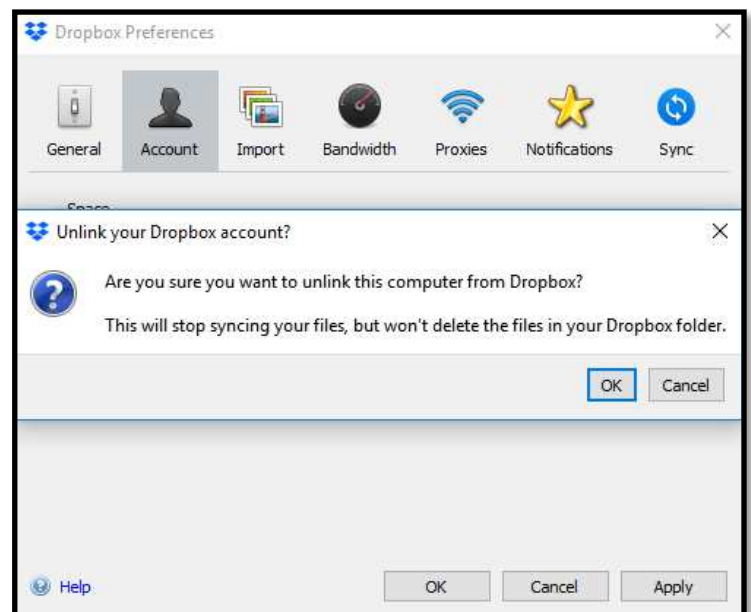 Dropbox Preferences
General Account Import Bandwidth Proxies Notifications Sync
Space
Unlink your Dropbox account?
Are you sure you want to unlink this computer from Dropbox?
This will stop syncing your files, but won't delete the files in your Dropbox folder.
OK Cancel
Help OK Cancel Apply